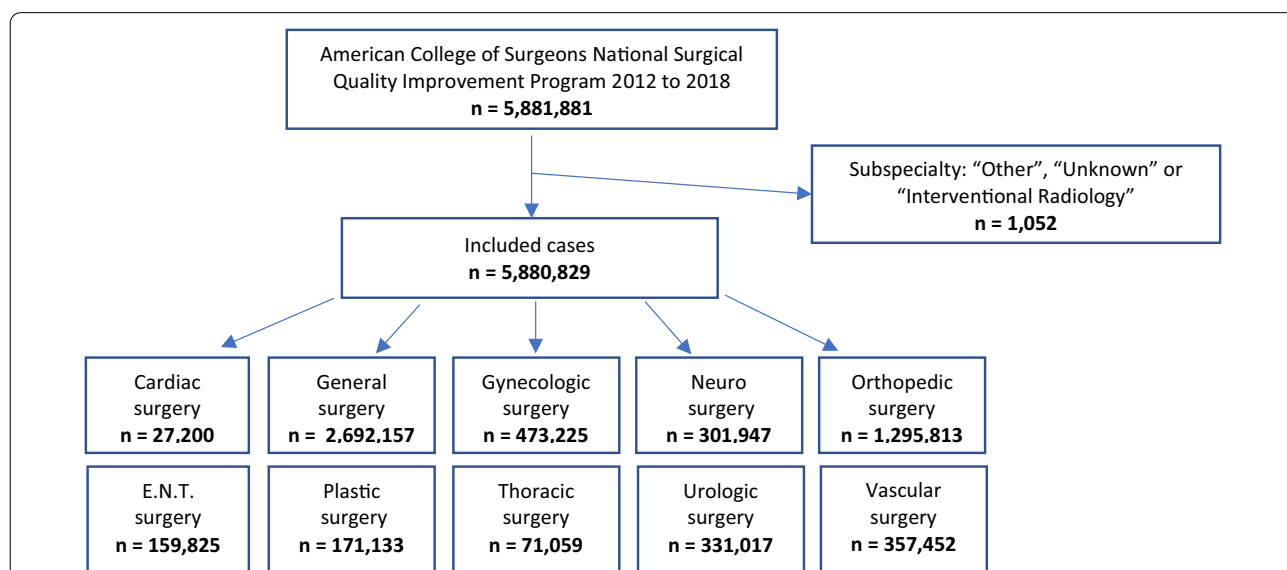 American College of Surgeons National Surgical
Quality Improvement Program 2012 to 2018
n = 5,881,881
Subspecialty: “Other”, “Unknown” or
“Interventional Radiology”
n = 1,052
Included cases
n = 5,880,829
Cardiac
surgery
n = 27,200
General
surgery
n = 2,692,157
Gynecologic
surgery
n = 473,225
Neuro
surgery
n = 301,947
Orthopedic
surgery
n = 1,295,813
E.N.T.
surgery
n = 159,825
Plastic
surgery
n = 171,133
Thoracic
surgery
n = 71,059
Urologic
surgery
n = 331,017
Vascular
surgery
n = 357,452